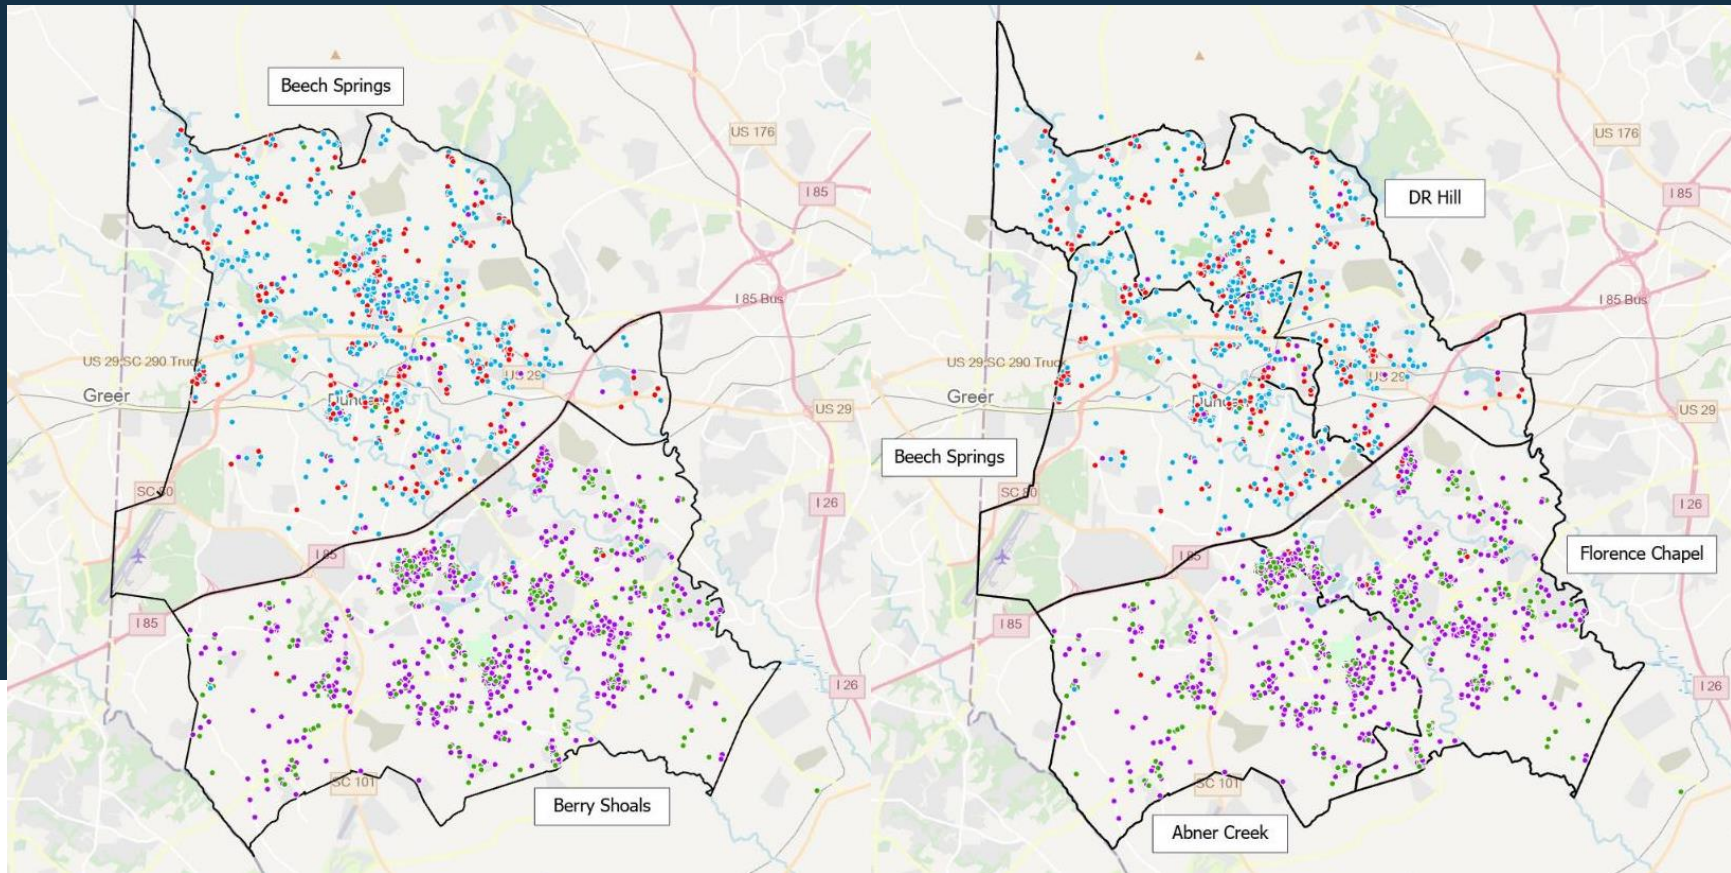 Beech Springs
US 176
I 85
I 85 Bus
US 29 SC 290 Truck
Greer
US 29
US 29
I 26
I 85
I 85
I 26
SC 101
Berry Shoals
US 176
DR Hill
I 85
I 85 Bus
US 29 SC 290 Truck
Greer
US 29
US 29
Beech Springs
I 26
Florence Chapel
I 85
I 85
I 26
SC 101
Abner Creek